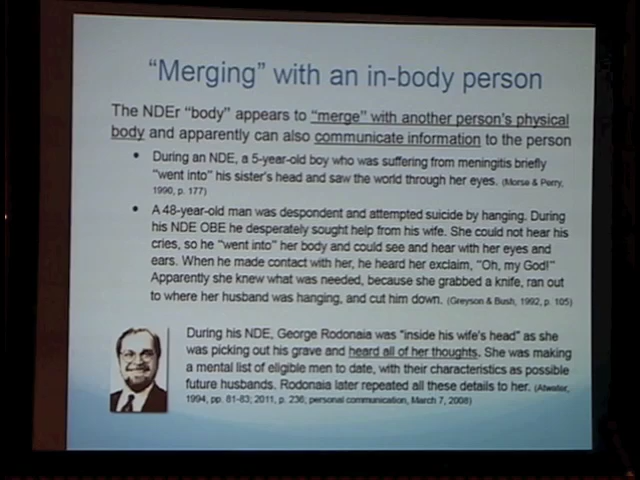 "Merging" with an in-body person
The NDEr "body" appears to "merge" with another person's physical
body and apparently can also communicate information to the person
• During an NDE, a 5-year-old boy who was suffering from meningitis briefly
"went into" his sister's head and saw the world through her eyes. (Morse & Perry,
1990, p. 177)
• A 48-year-old man was despondent and attempted suicide by hanging. During
his NDE OBE he desperately sought help from his wife. She could not hear his
cries, so he "went into" her body and could see and hear with her eyes and
ears. When he made contact with her, he heard her exclaim, "Oh, my God!"
Apparently she knew what was needed, because she grabbed a knife, ran out
to where her husband was hanging, and cut him down. (Greyson & Bush, 1992, p. 105)
During his NDE, George Rodonaia was "inside his wife's head" as she
was picking out his grave and heard all of her thoughts. She was making
a mental list of eligible men to date, with their characteristics as possible
future husbands. Rodonaia later repeated all these details to her. (Atwater,
1994, pp. 81-83; 2011, p. 236; personal communication, March 7, 2008)